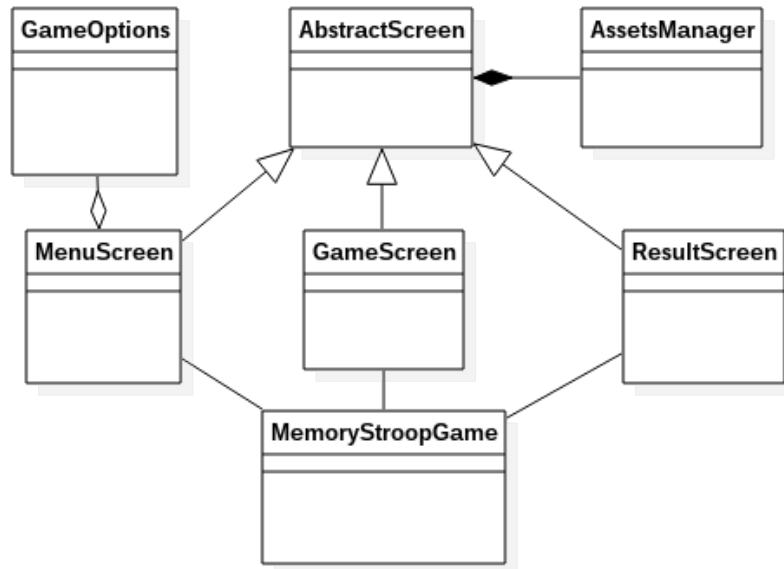 GameOptions
AbstractScreen
AssetsManager
MenuScreen
GameScreen
ResultScreen
MemoryStroopGame